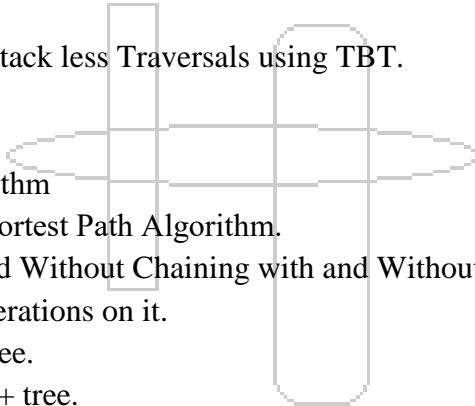 tack less Traversals using TBT.
thm
ortest Path Algorithm.
d Without Chaining with and Without
erations on it.
ee.
+ tree.